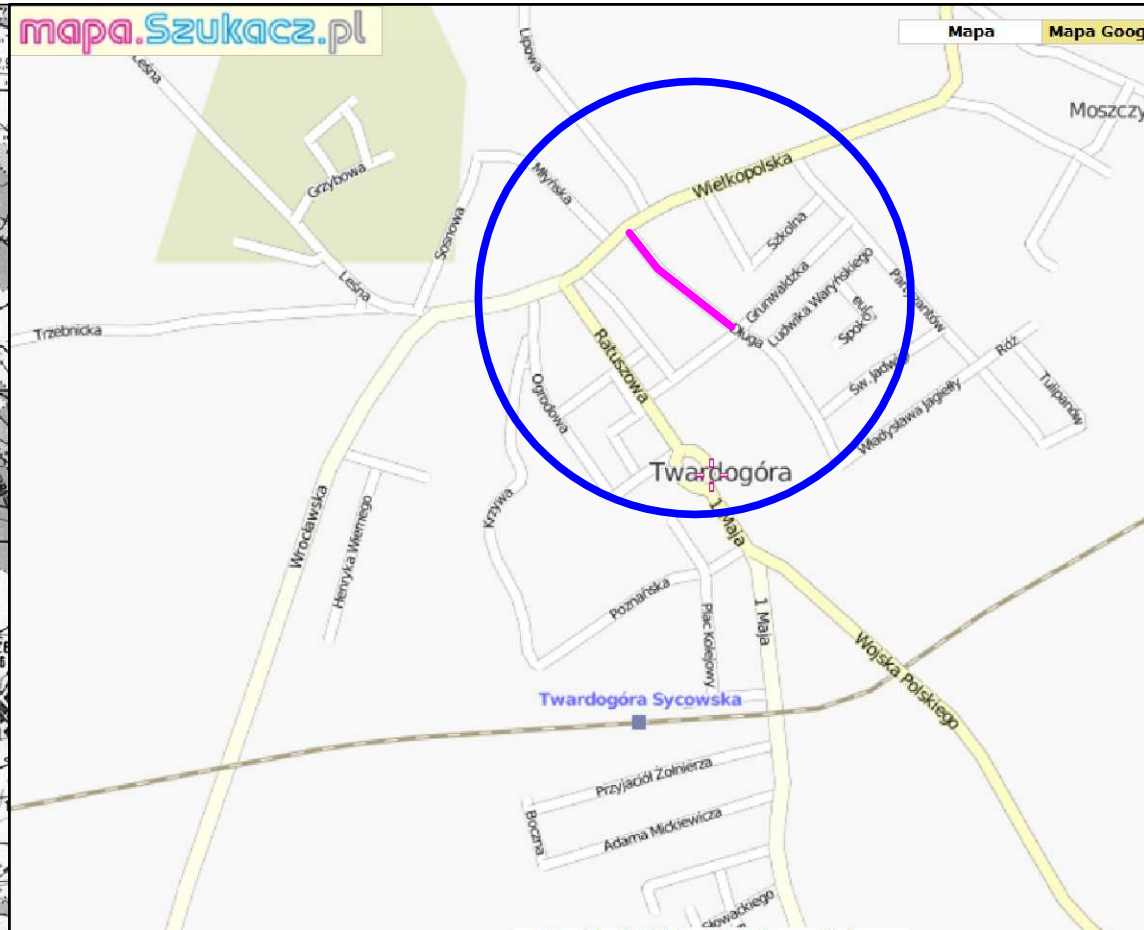 mapa.Szukacz.pl
Mapa
Mapa Goog
Leśna
Lipowa
Moszczy
Grzybowa
Młyńska
Wielkopolska
Sosnowa
Szkolna
Leśna
Grunwaldzka
Ludwika Waryńskiego
Partyzantów
Trzebnicka
Długa
Spokojna
Ratuszowa
Róż
Ogrodowa
Św. Jadwigi
Tulipanów
Władysława Jagiełły
Twardogóra
Krzywa
1 Maja
Wrocławska
Henryka Wiernego
Poznańska
Plac Kolejowy
1 Maja
Wojska Polskiego
Twardogóra Sycowska
Przyjaciół Żołnierza
Boczna
Adama Mickiewicza
Słowackiego